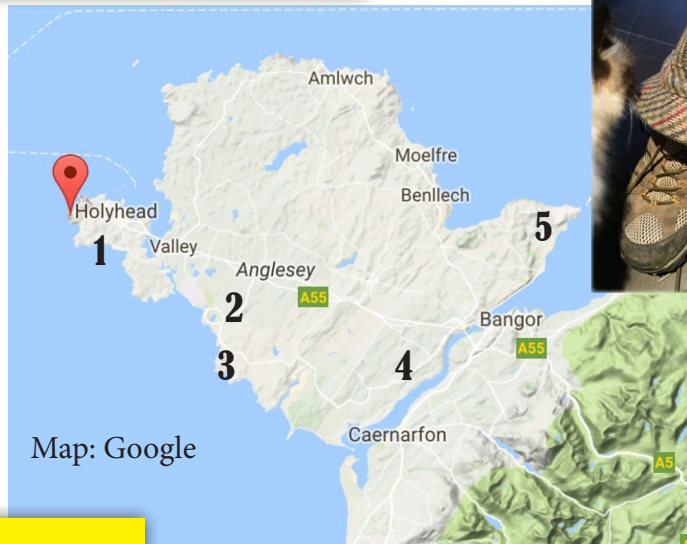 Amlwch
Moelfre
Benllech
Holyhead
5
1
Valley
Anglesey
2
A55
Bangor
A55
3
4
Caernarfon
Map: Google
A5